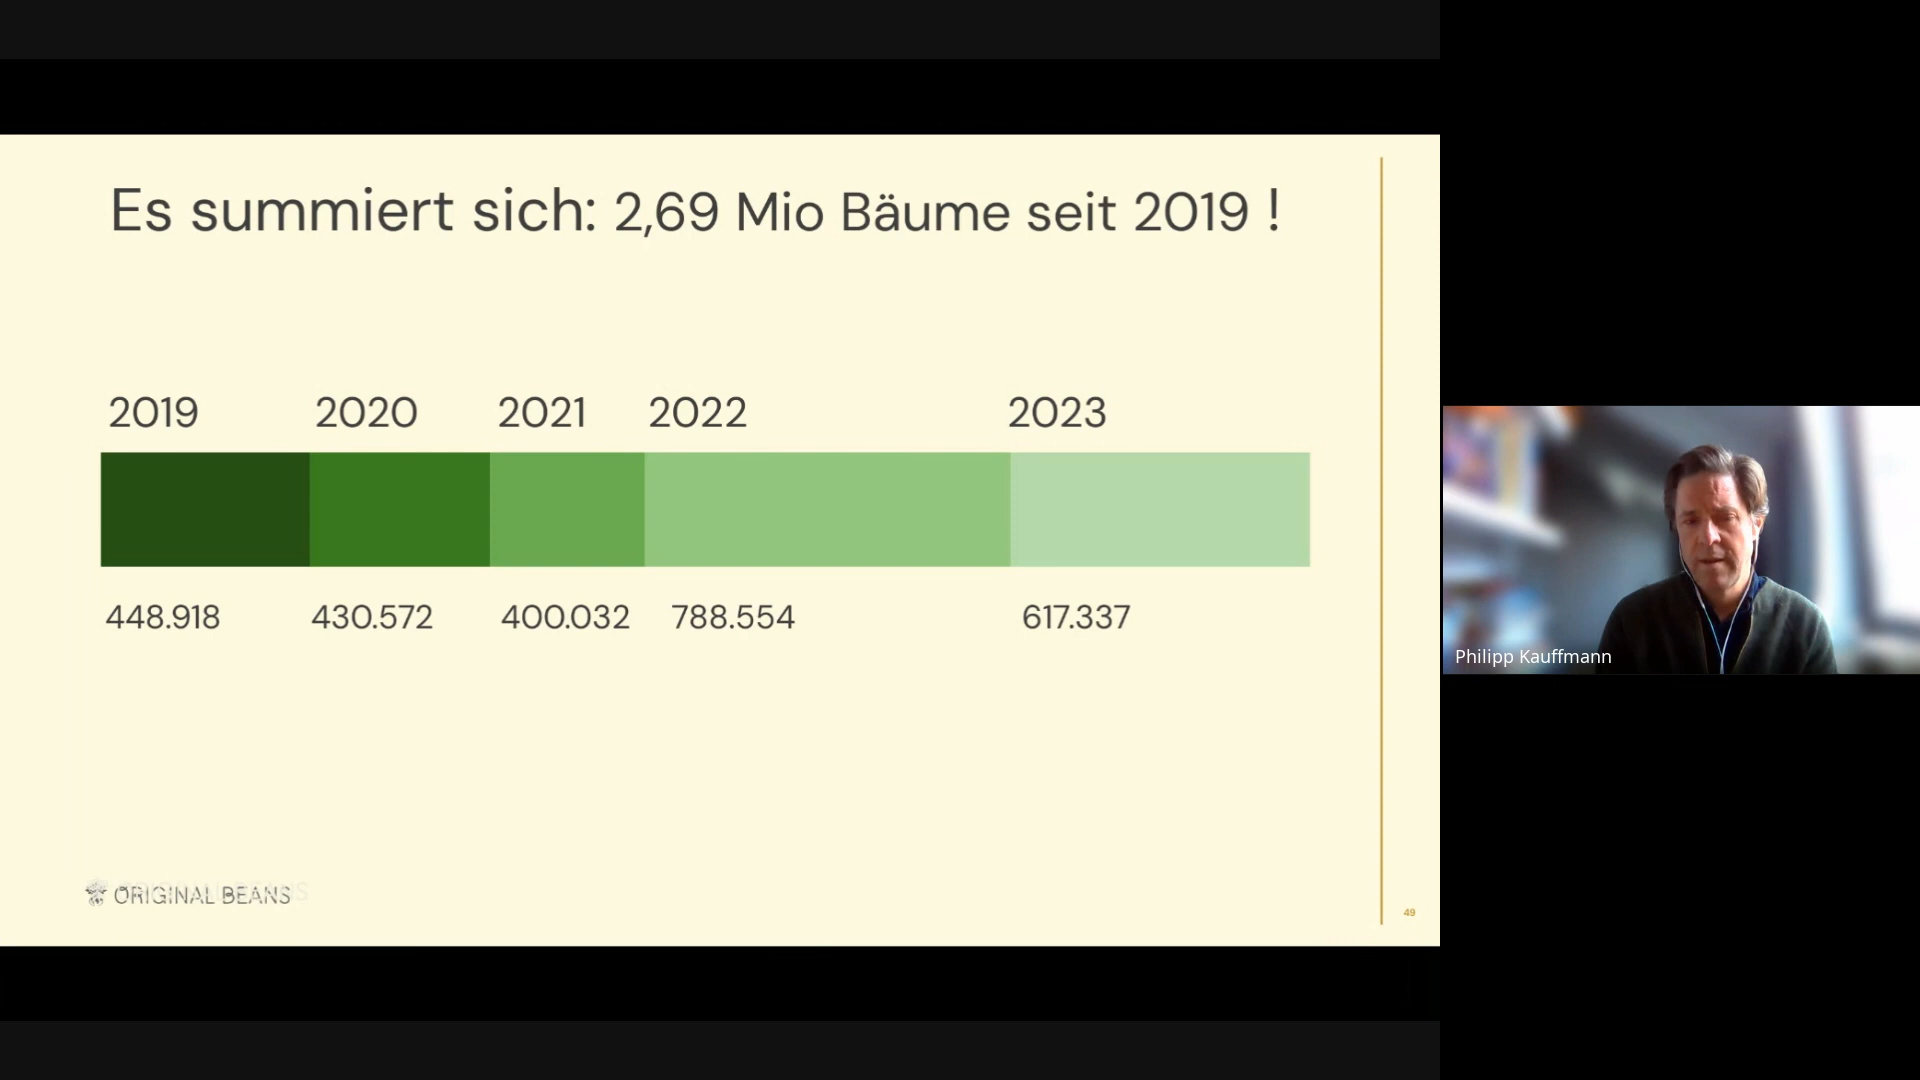 Es summiert sich: 2,69 Mio Bäume seit 2019 !
2019 2020 2021 2022 2023
448.918 430.572 400.032 788.554 617.337
ORIGINAL BEANS
49
Philipp Kauffmann